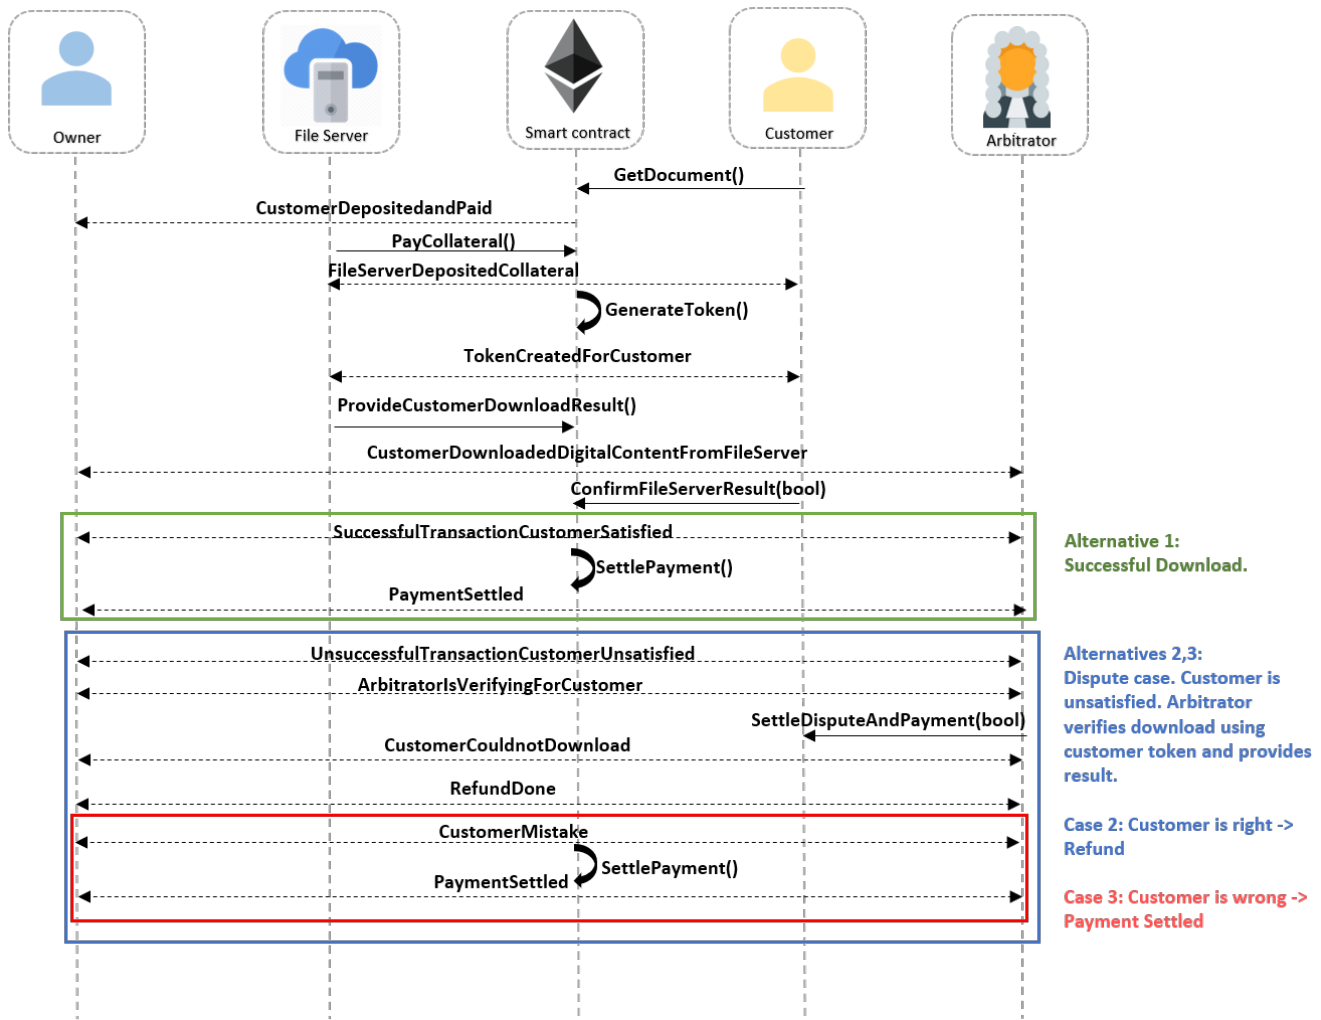 Owner
File Server
Smart contract
Customer
Arbitrator
GetDocument()
CustomerDepositedandPaid
PayCollateral()
FileServerDepositedCollateral
GenerateToken()
TokenCreatedForCustomer
ProvideCustomerDownloadResult()
CustomerDownloadedDigitalContentFromFileServer
ConfirmFileServerResult(bool)
SuccessfulTransactionCustomerSatisfied
SettlePayment()
PaymentSettled
Alternative 1:
Successful Download.
UnsuccessfulTransactionCustomerUnsatisfied
ArbitratorIsVerifyingForCustomer
SettleDisputeAndPayment(bool)
CustomerCouldnotDownload
RefundDone
CustomerMistake
SettlePayment()
PaymentSettled
Alternatives 2,3:
Dispute case. Customer is
unsatisfied. Arbitrator
verifies download using
customer token and provides
result.
Case 2: Customer is right ->
Refund
Case 3: Customer is wrong ->
Payment Settled